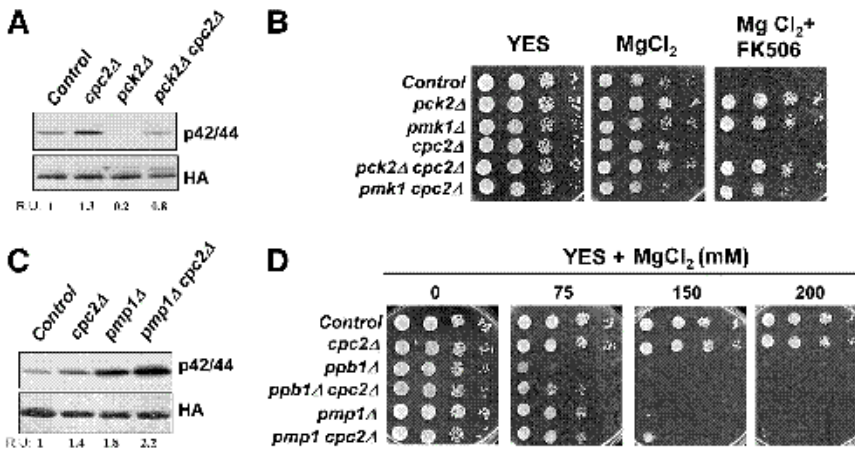 A
Control
cpc2Δ
pck2Δ
pck2Δ cpc2Δ
p42/44
HA
R.U: 1 1.3 0.2 0.8
B
YES
MgCl2
Mg Cl2+
FK506
Control
pck2Δ
pmk1Δ
cpc2Δ
pck2Δ cpc2Δ
pmk1 cpc2Δ
C
Control
cpc2Δ
pmp1Δ
pmp1Δ cpc2Δ
p42/44
HA
R.U: 1 1.4 1.8 2.2
D
YES + MgCl2 (mM)
0 75 150 200
Control
cpc2Δ
ppb1Δ
ppb1Δ cpc2Δ
pmp1Δ
pmp1 cpc2Δ